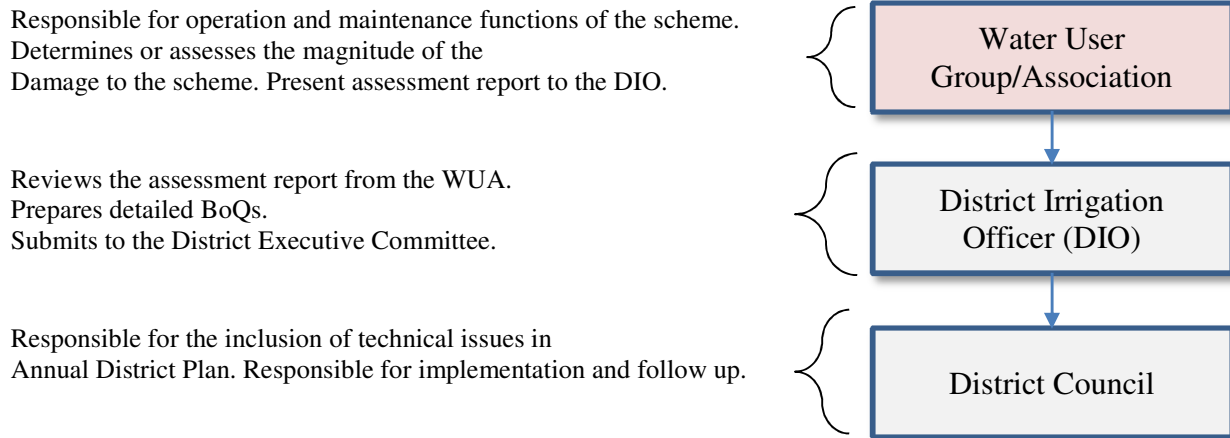 Responsible for operation and maintenance functions of the scheme.
Determines or assesses the magnitude of the
Damage to the scheme. Present assessment report to the DIO.
Water User
Group/Association
Reviews the assessment report from the WUA.
Prepares detailed BoQs.
Submits to the District Executive Committee.
District Irrigation
Officer (DIO)
Responsible for the inclusion of technical issues in
Annual District Plan. Responsible for implementation and follow up.
District Council